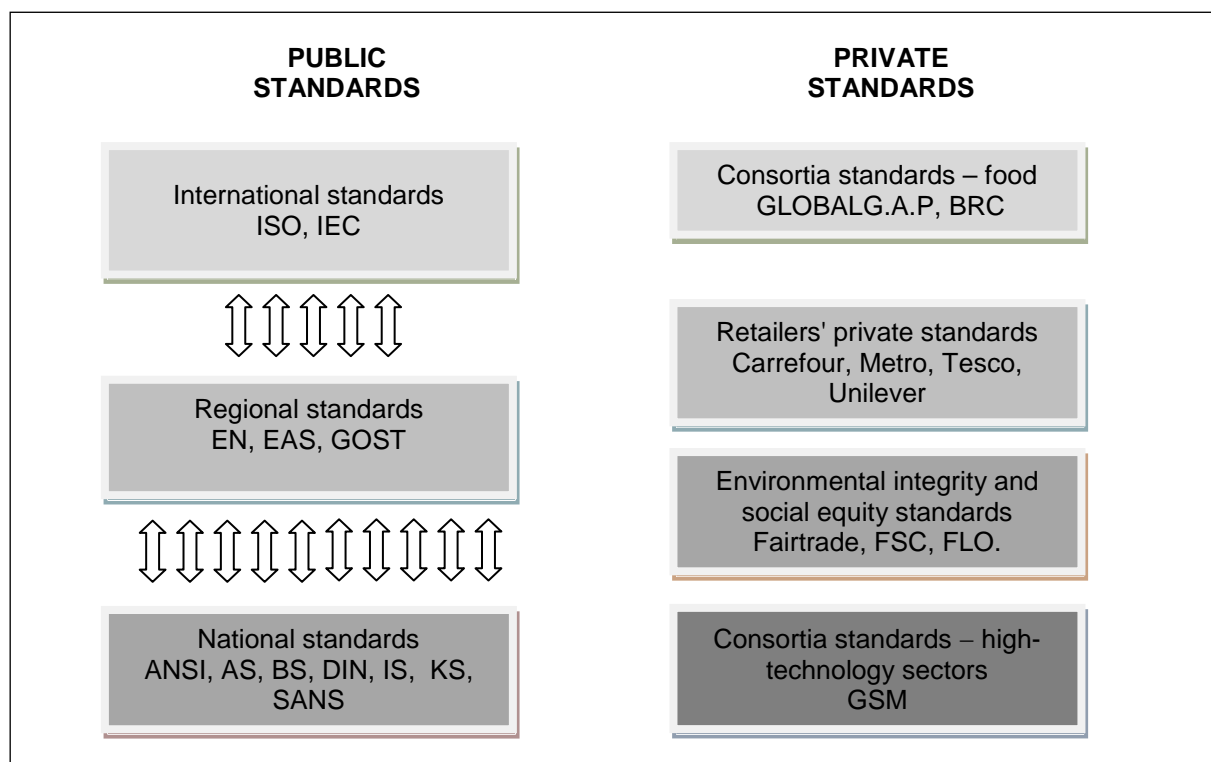 PUBLIC
STANDARDS
International standards
ISO, IEC
Regional standards
EN, EAS, GOST
National standards
ANSI, AS, BS, DIN, IS,  KS,
SANS
PRIVATE
STANDARDS
Consortia standards – food
GLOBALG.A.P, BRC
Retailers' private standards
Carrefour, Metro, Tesco,
Unilever
Environmental integrity and
social equity standards
Fairtrade, FSC, FLO.
Consortia standards – high-
technology sectors
GSM